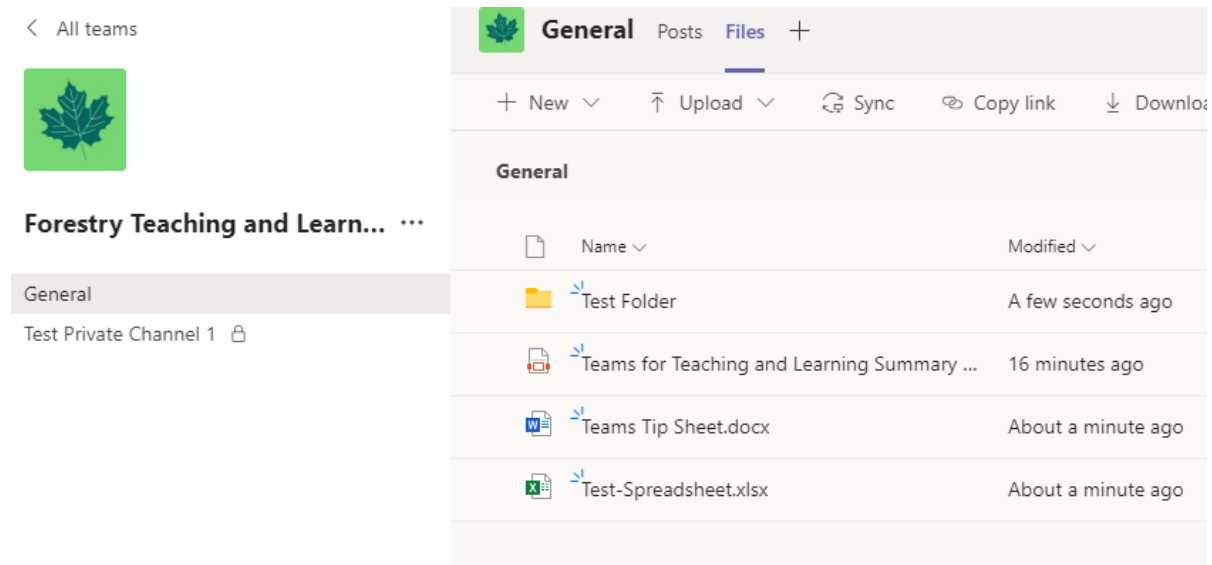 All teams
Forestry Teaching and Learn... ...
General
Test Private Channel 1
General Posts Files
New Upload Sync Copy link Downloa
General
Name Modified
Test Folder A few seconds ago
Teams for Teaching and Learning Summary ... 16 minutes ago
Teams Tip Sheet.docx About a minute ago
Test-Spreadsheet.xlsx About a minute ago